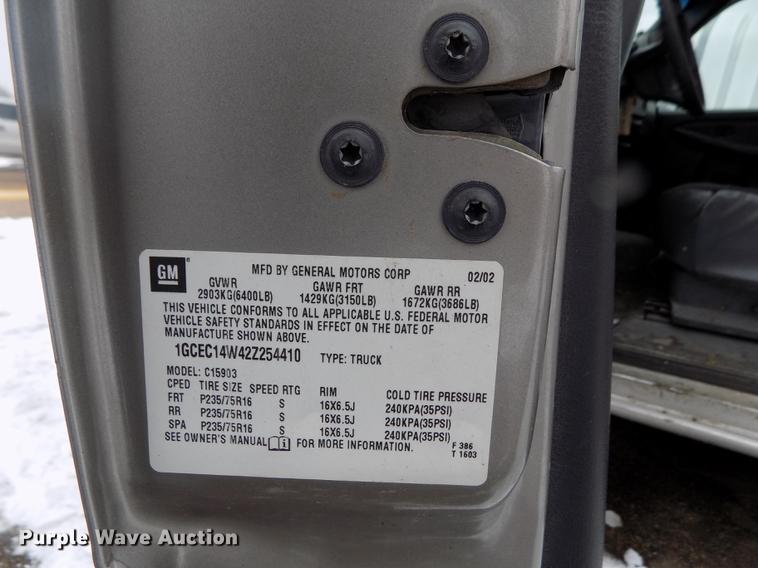 GM
MFD BY GENERAL MOTORS CORP 02/02
GVWR GAWR FRT GAWR RR
2903KG(6400LB) 1429KG(3150LB) 1672KG(3686LB)
THIS VEHICLE CONFORMS TO ALL APPLICABLE U.S. FEDERAL MOTOR
VEHICLE SAFETY STANDARDS IN EFFECT ON THE DATE OF
MANUFACTURE SHOWN ABOVE.
1GCEC14W42Z254410 TYPE: TRUCK
MODEL: C15903
CPED TIRE SIZE SPEED RTG RIM COLD TIRE PRESSURE
FRT P235/75R16 S 16X6.5J 240KPA(35PSI)
RR P235/75R16 S 16X6.5J 240KPA(35PSI)
SPA P235/75R16 S 16X6.5J 240KPA(35PSI)
SEE OWNER'S MANUAL FOR MORE INFORMATION.
F 386
T 1603
Purple Wave Auction